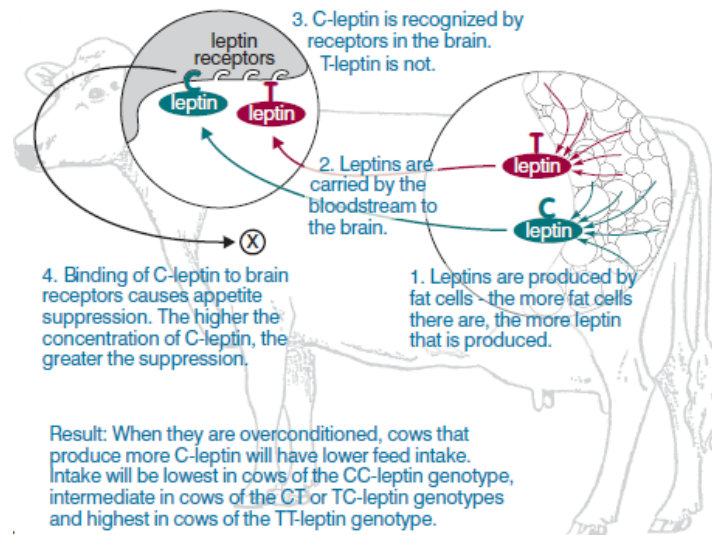 3. C-leptin is recognized by
receptors in the brain.
T-leptin is not.
leptin
receptors
C
leptin
T
leptin
2. Leptins are
carried by the
bloodstream to
the brain.
T
leptin
C
leptin
X
4. Binding of C-leptin to brain
receptors causes appetite
suppression. The higher the
concentration of C-leptin, the
greater the suppression.
1. Leptins are produced by
fat cells - the more fat cells
there are, the more leptin
that is produced.
Result: When they are overconditioned, cows that
produce more C-leptin will have lower feed intake.
Intake will be lowest in cows of the CC-leptin genotype,
intermediate in cows of the CT or TC-leptin genotypes
and highest in cows of the TT-leptin genotype.